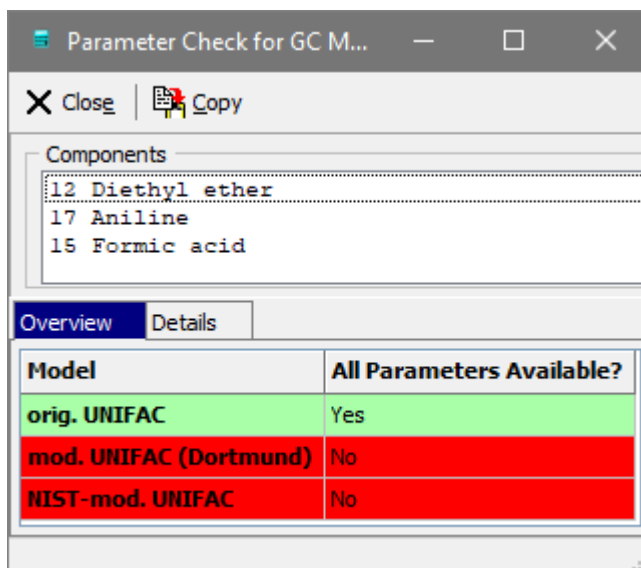 Parameter Check for GC M...
Close Copy
Components
12 Diethyl ether
17 Aniline
15 Formic acid
Overview Details
Model All Parameters Available?
orig. UNIFAC Yes
mod. UNIFAC (Dortmund) No
NIST-mod. UNIFAC No